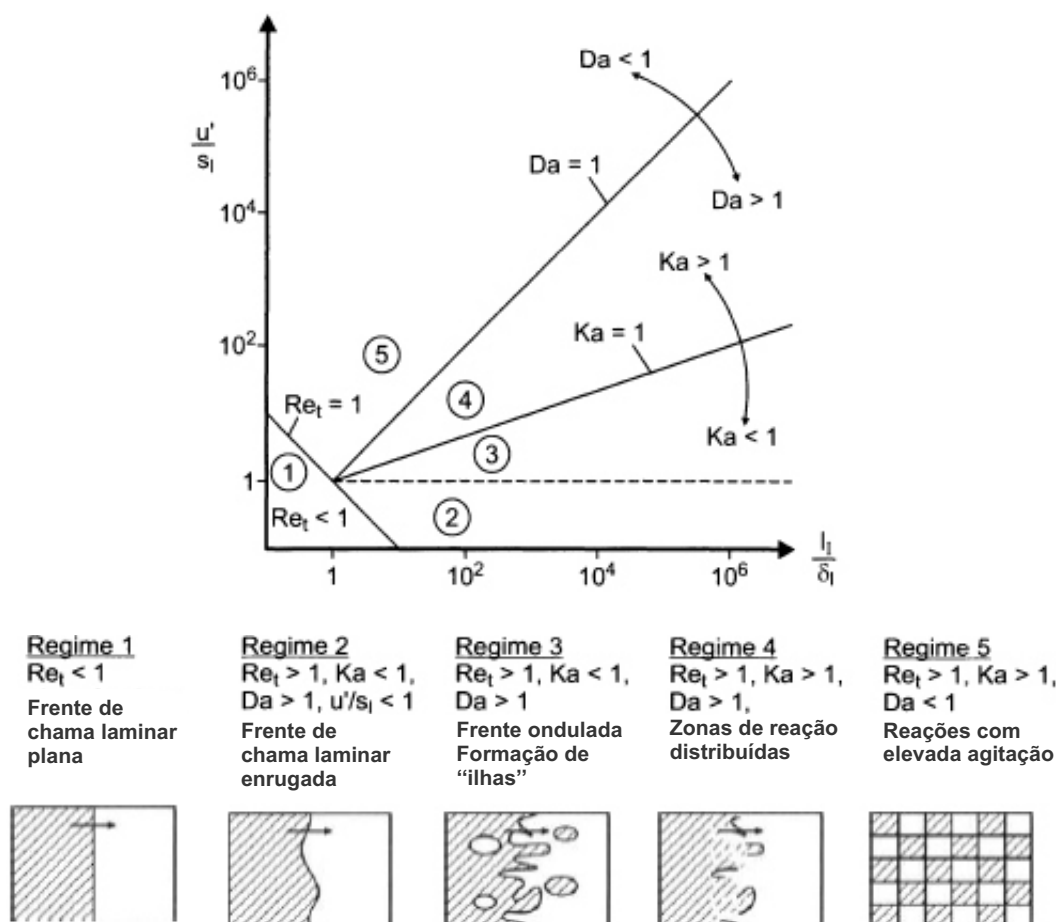 Da < 1
10⁶
u'
sₗ
Da = 1
Da > 1
10⁴
Ka > 1
Ka = 1
10²
5
4
Reₜ = 1
Ka < 1
3
1
1
Reₜ < 1
2
lI
δₗ
1
10²
10⁴
10⁶
Regime 1
Reₜ < 1
Frente de
chama laminar
plana
Regime 2
Reₜ > 1, Ka < 1,
Da > 1, u'/sₗ < 1
Frente de
chama laminar
enrugada
Regime 3
Reₜ > 1, Ka < 1,
Da > 1
Frente ondulada
Formação de
“ilhas”
Regime 4
Reₜ > 1, Ka > 1,
Da > 1,
Zonas de reação
distribuídas
Regime 5
Reₜ > 1, Ka > 1,
Da < 1
Reações com
elevada agitação